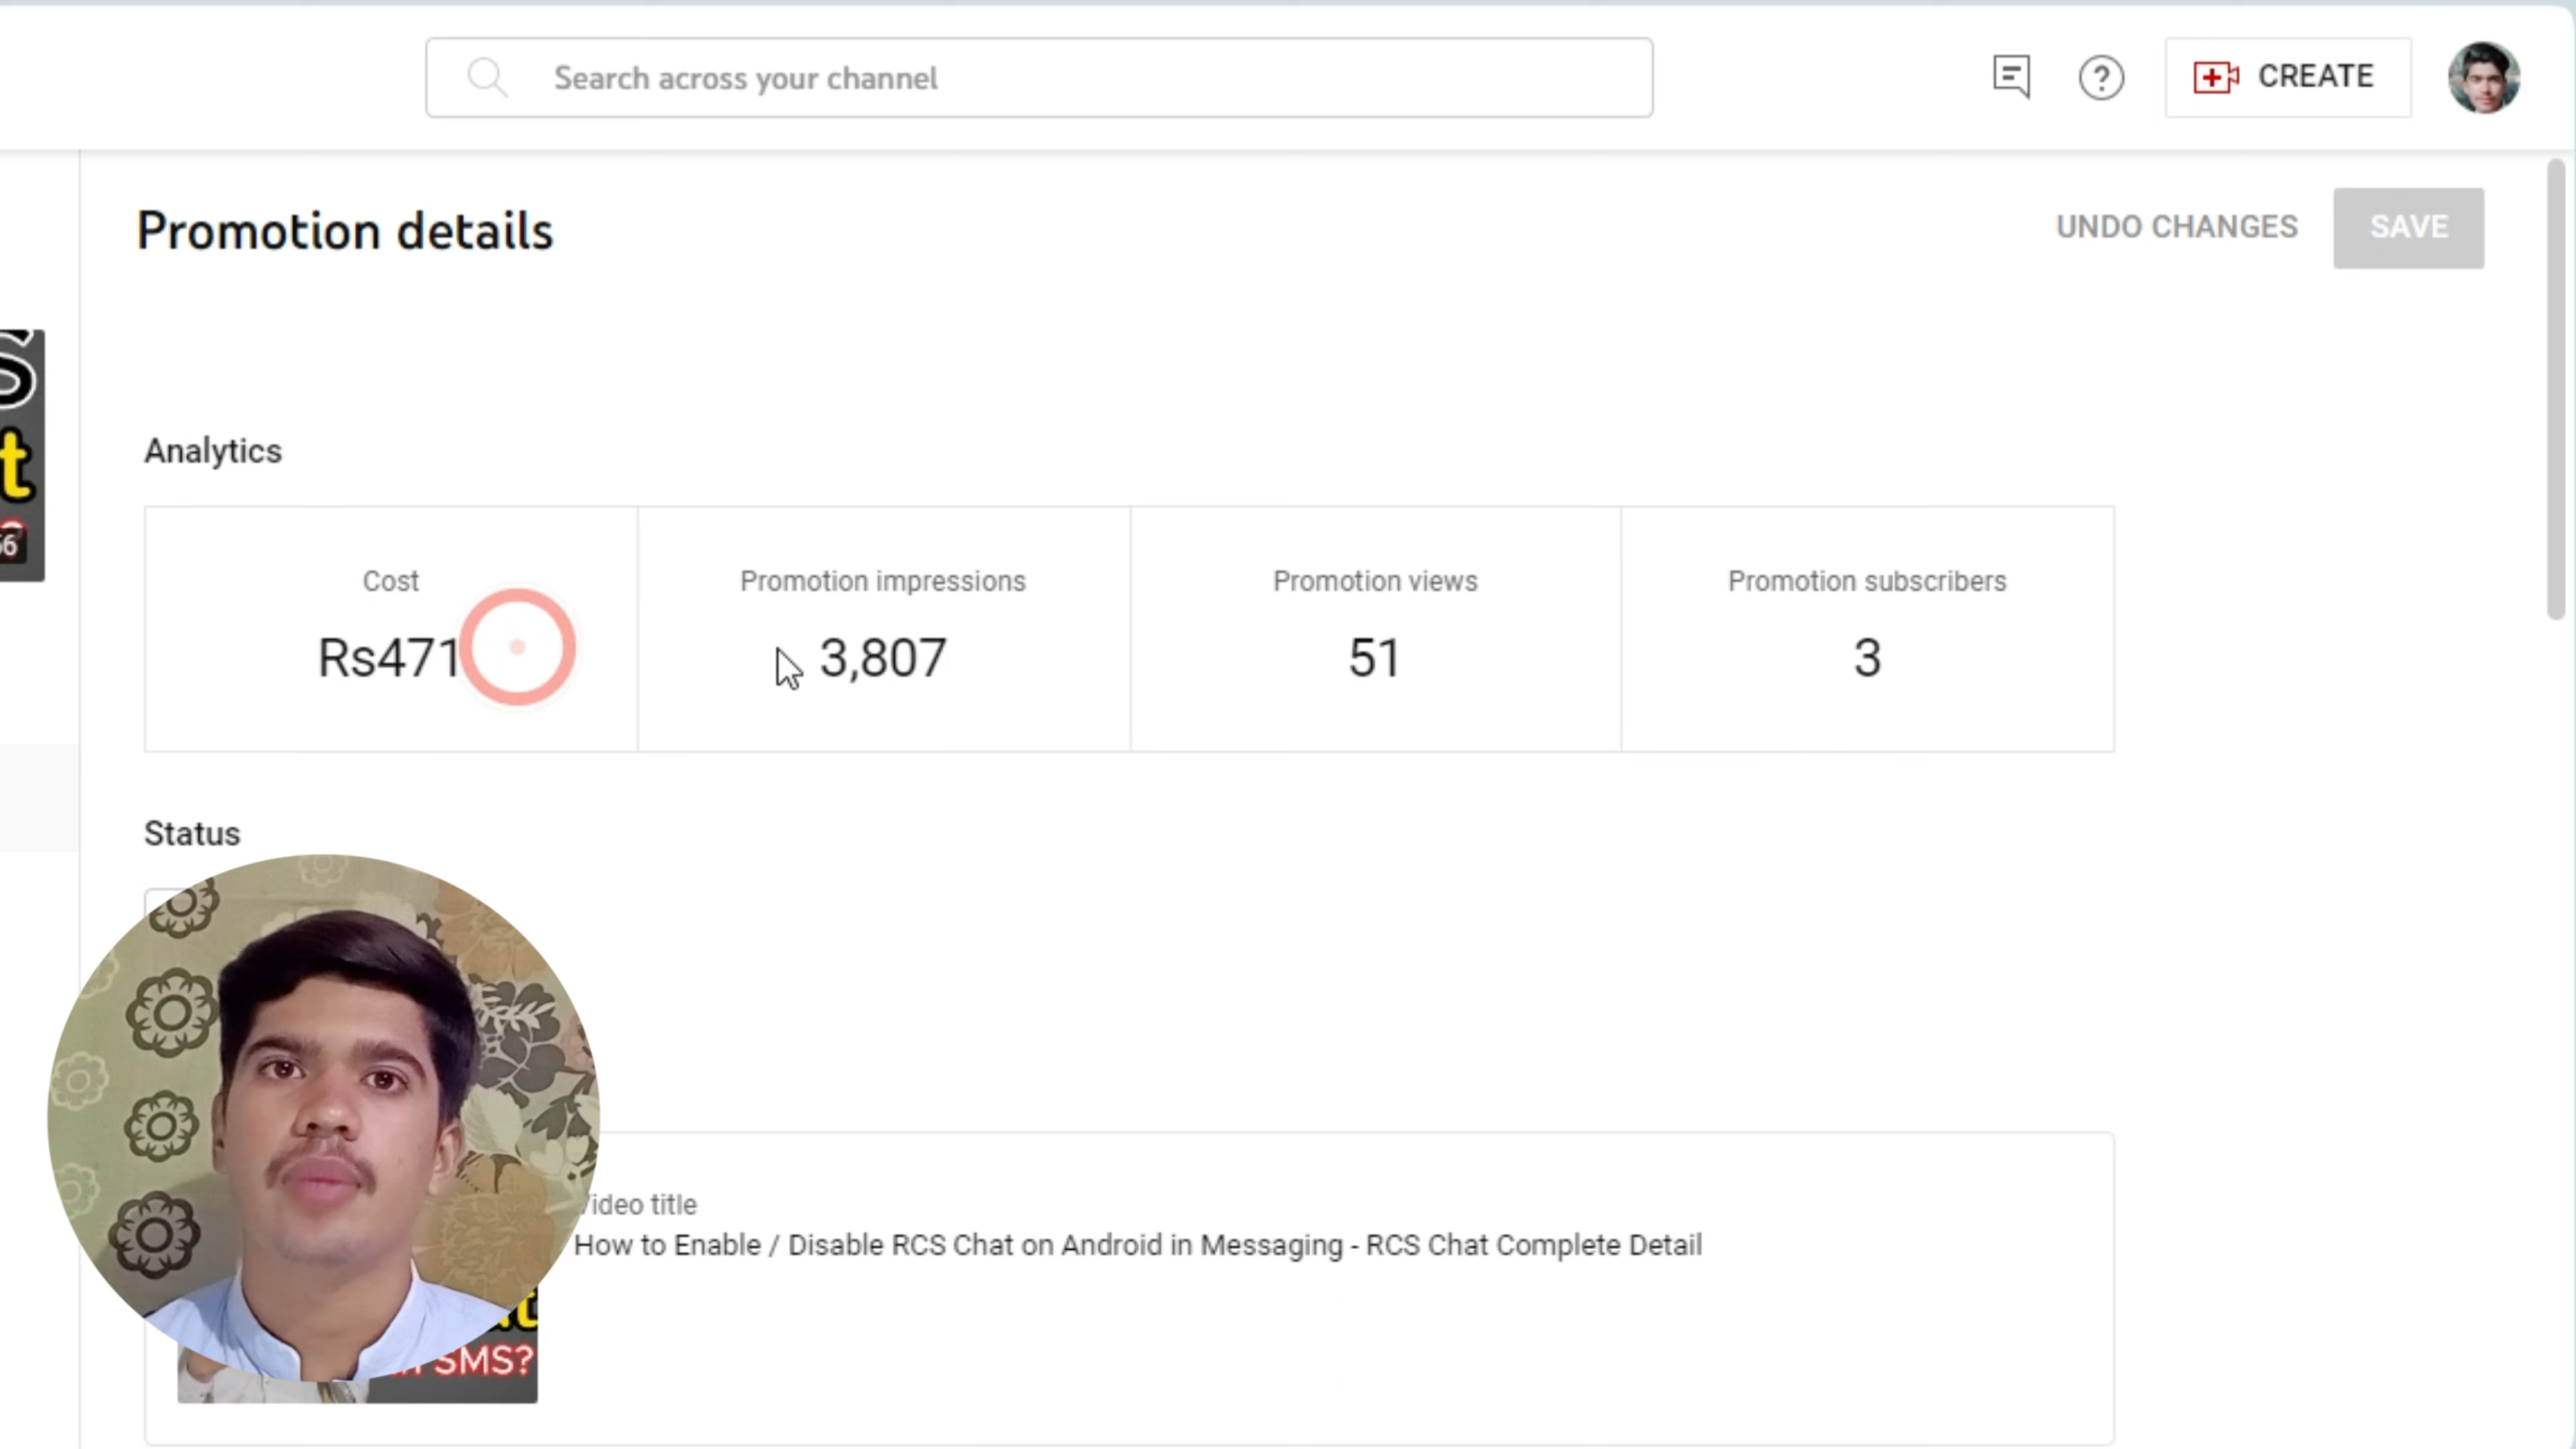 Search across your channel
CREATE
Promotion details
UNDO CHANGES
SAVE
Analytics
Cost
Promotion impressions
Promotion views
Promotion subscribers
Rs471
3,807
51
3
Status
Video title
How to Enable / Disable RCS Chat on Android in Messaging - RCS Chat Complete Detail
SMS?